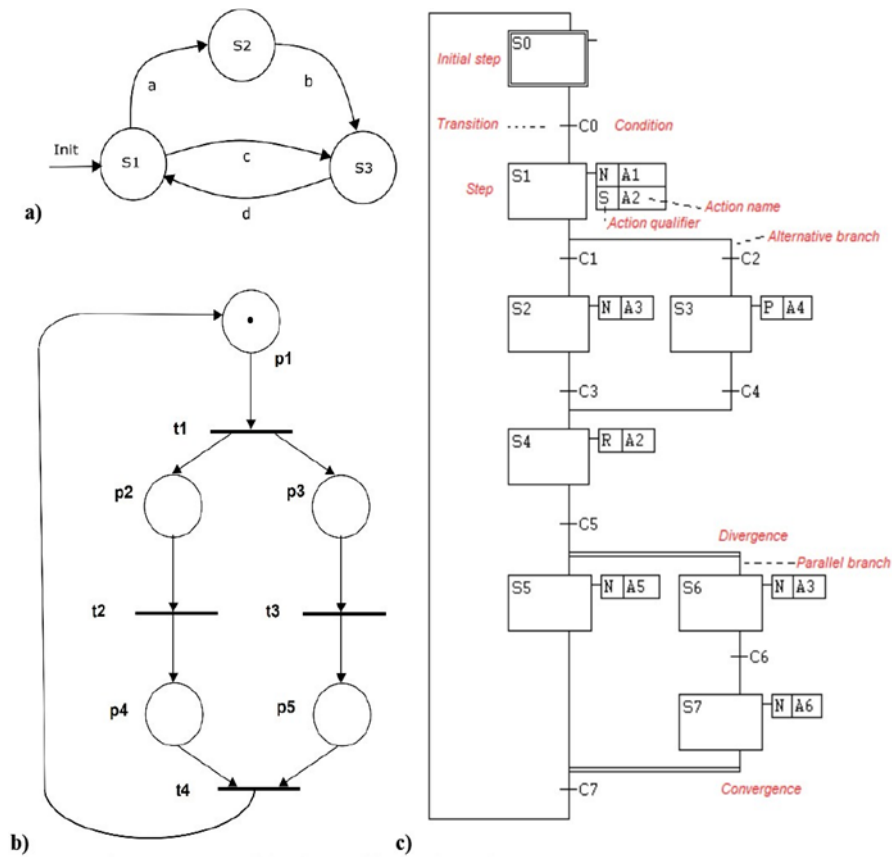 S2
a
b
Init
S1
c
S3
d
a)
p1
t1
p2
p3
t2
t3
p4
p5
t4
b)
S0
Initial step
Transition
C0
Condition
Step
S1
N A1
S A2
Action name
Action qualifier
Alternative branch
C1
C2
S2
N A3
S3
P A4
C3
C4
S4
R A2
C5
Divergence
Parallel branch
S5
N A5
S6
N A3
C6
S7
N A6
C7
Convergence
c)